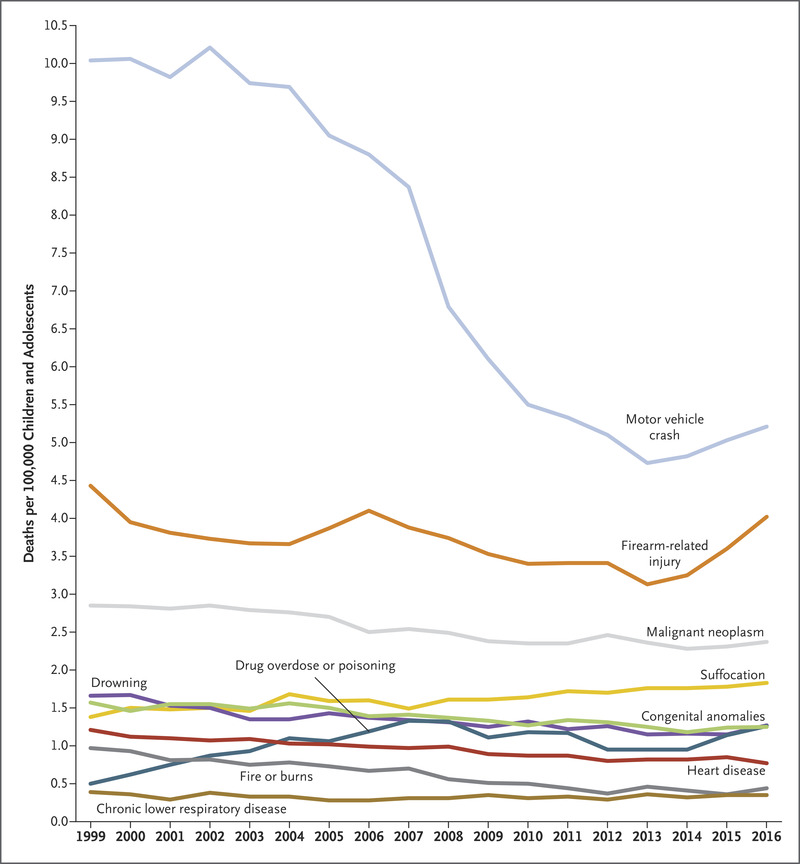 10.5
10.0
9.5
9.0
8.5
8.0
7.5
7.0
6.5
6.0
5.5
5.0
4.5
4.0
3.5
3.0
2.5
2.0
1.5
1.0
0.5
0.0
Deaths per 100,000 Children and Adolescents
Motor vehicle
crash
Firearm-related
injury
Malignant neoplasm
Drug overdose or poisoning
Suffocation
Drowning
Congenital anomalies
Heart disease
Fire or burns
Chronic lower respiratory disease
1999 2000 2001 2002 2003 2004 2005 2006 2007 2008 2009 2010 2011 2012 2013 2014 2015 2016